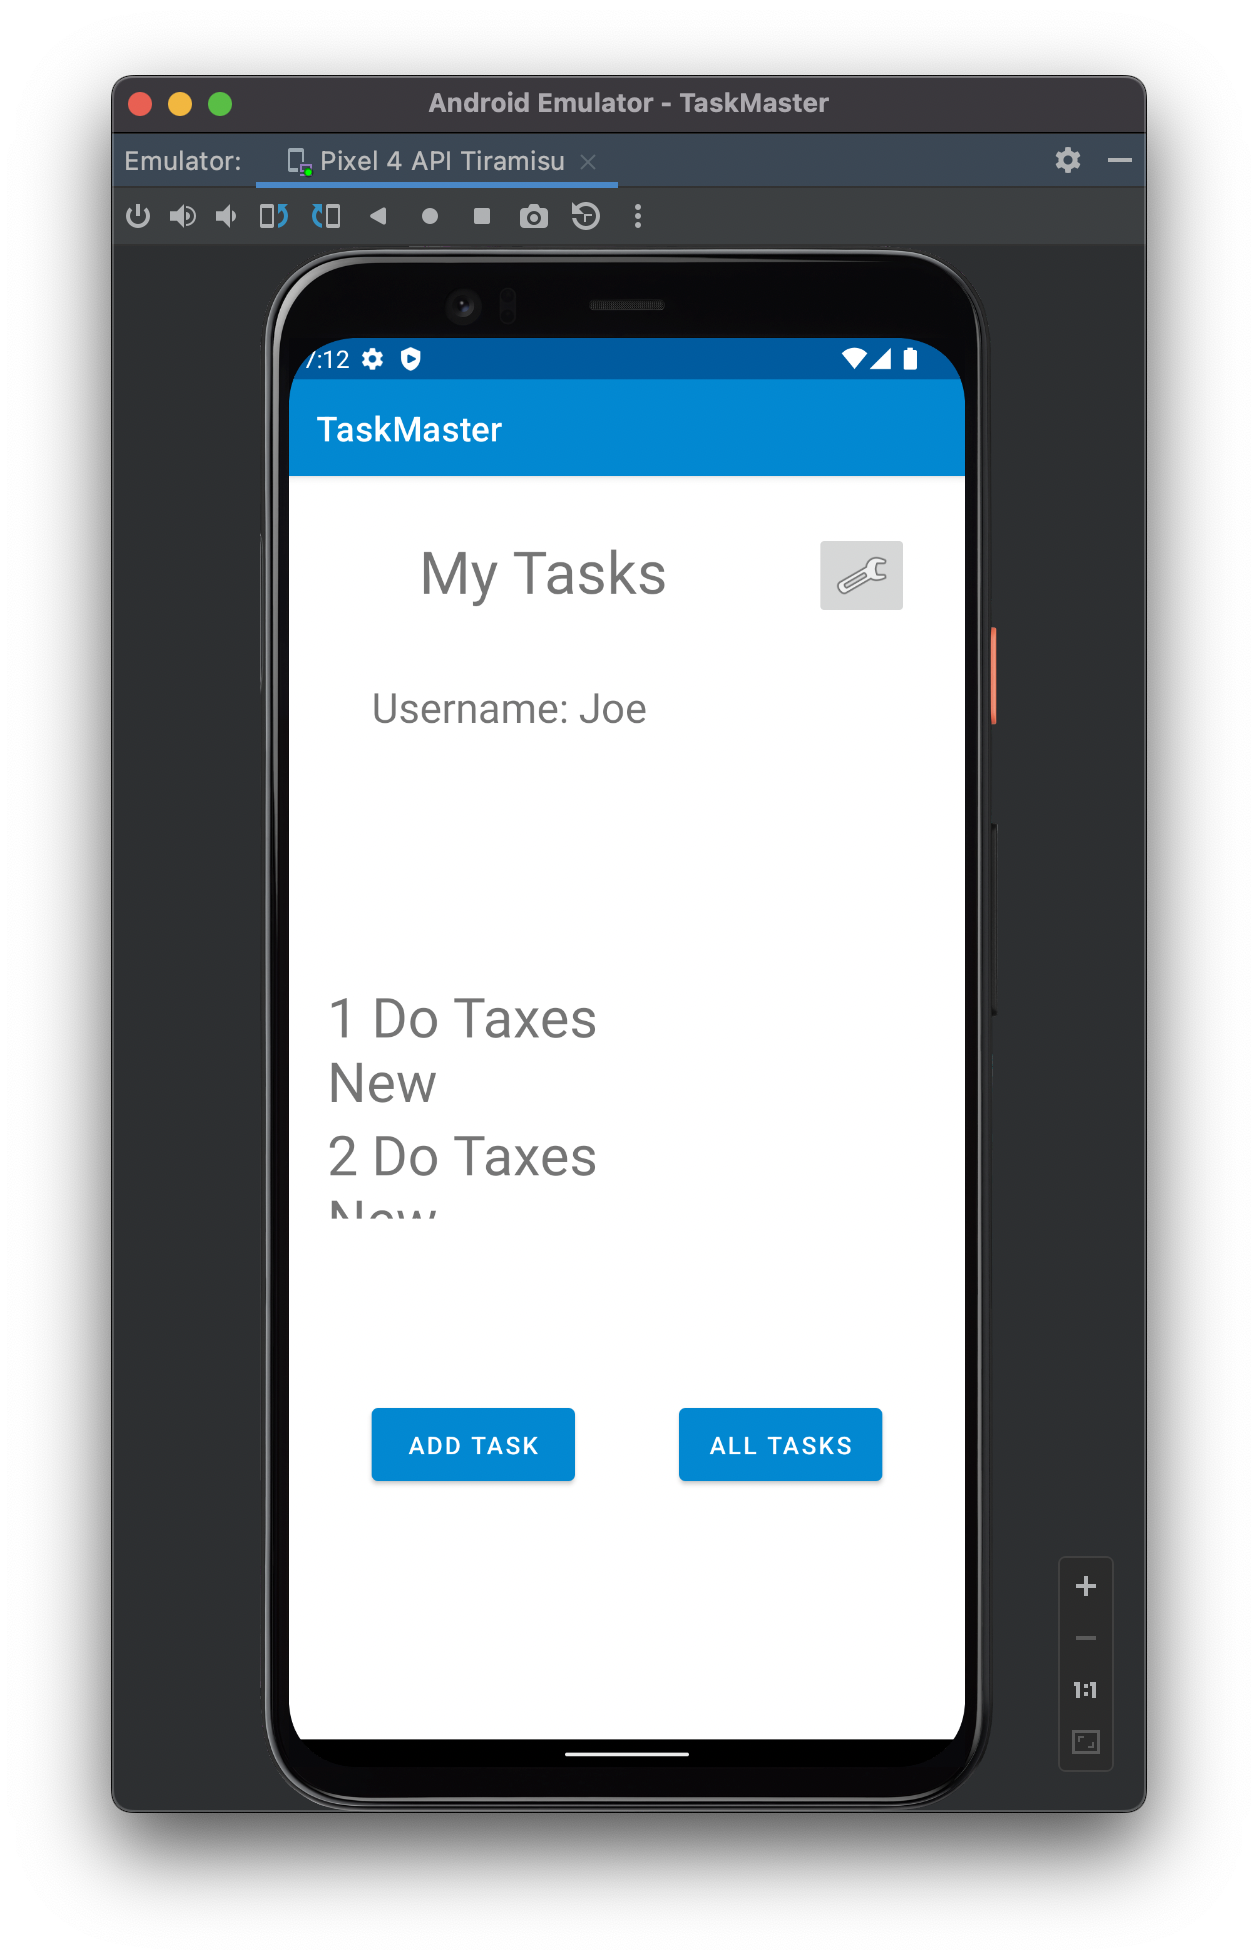 Android Emulator - TaskMaster
Emulator: Pixel 4 API Tiramisu
7:12
TaskMaster
My Tasks
Username: Joe
1 Do Taxes
New
2 Do Taxes
New
ADD TASK ALL TASKS
1:1